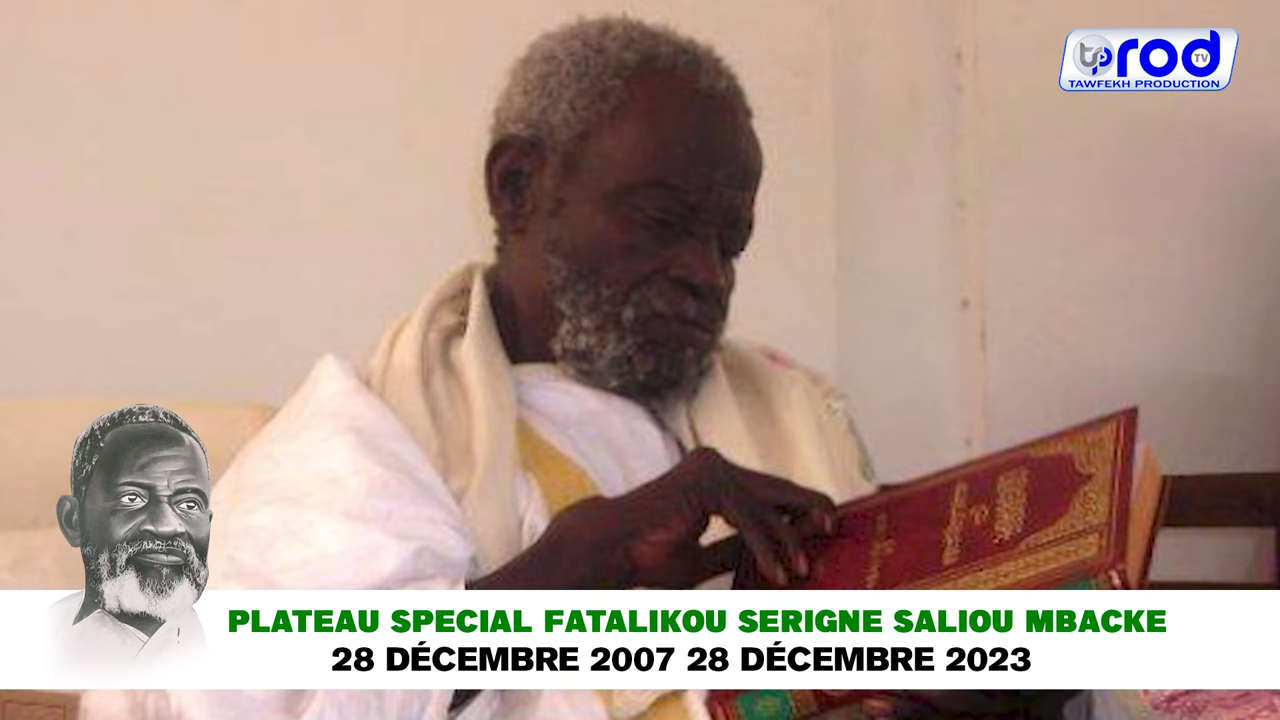 tprod TV
TAWFEKH PRODUCTION
PLATEAU SPECIAL FATALIKOU SERIGNE SALIOU MBACKE
28 DÉCEMBRE 2007 28 DÉCEMBRE 2023